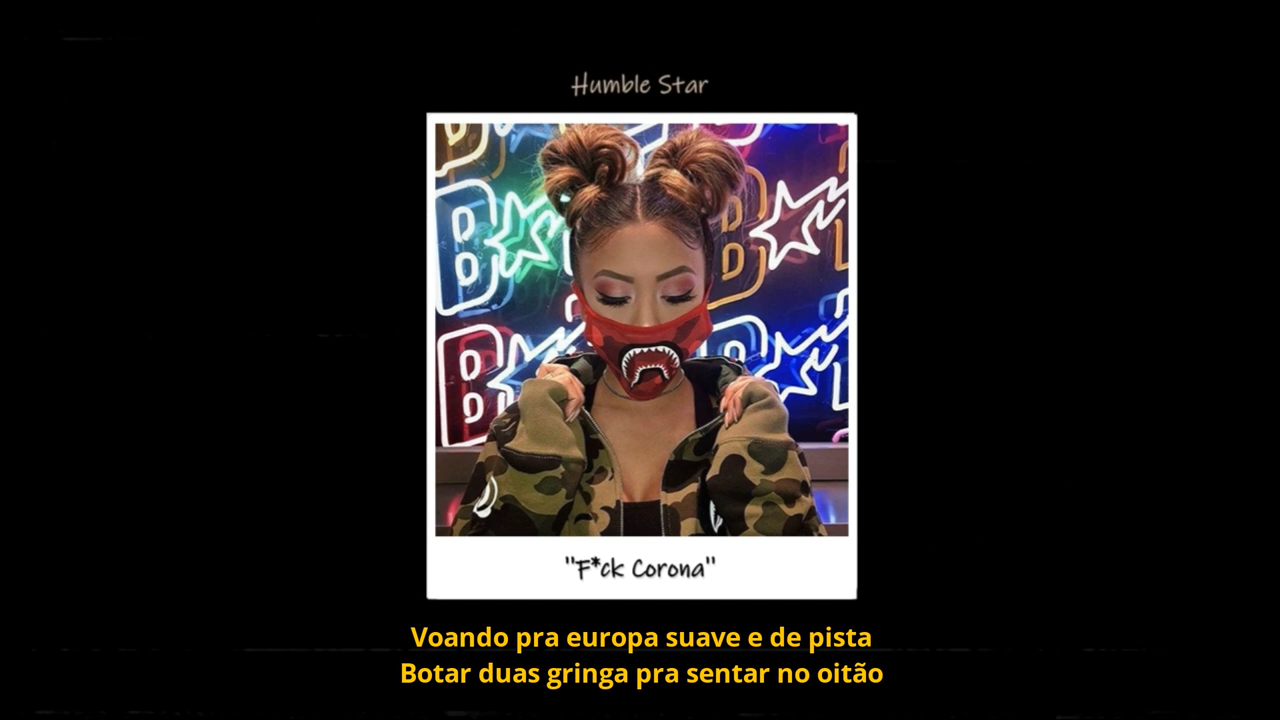 Humble Star
"F*ck Corona"
Voando pra europa suave e de pista
Botar duas gringa pra sentar no oitão